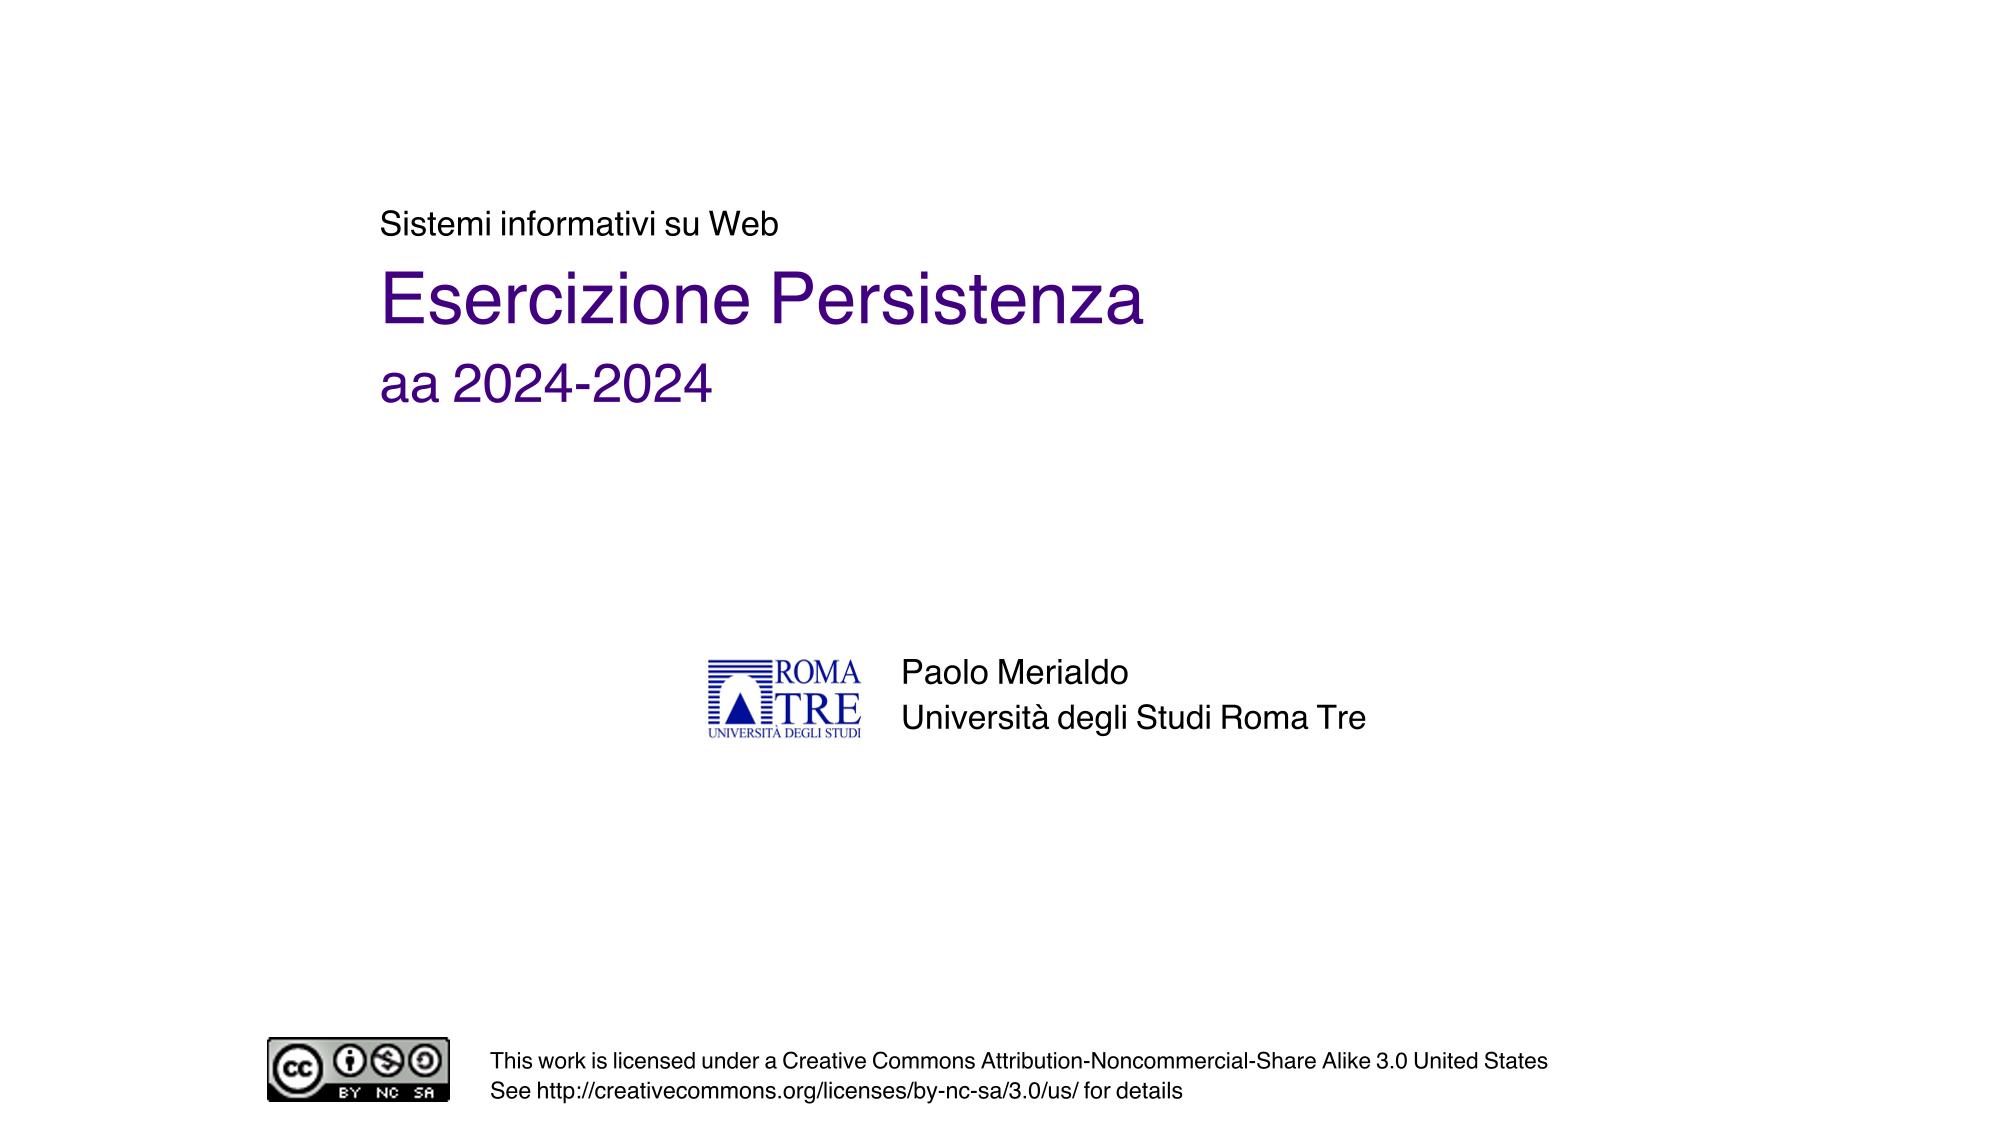 Sistemi informativi su Web
Esercizione Persistenza
aa 2024-2024
ROMA
TRE
UNIVERSITÀ DEGLI STUDI
Paolo Merialdo
Università degli Studi Roma Tre
cc
BY NC SA
This work is licensed under a Creative Commons Attribution-Noncommercial-Share Alike 3.0 United States
See http://creativecommons.org/licenses/by-nc-sa/3.0/us/ for details